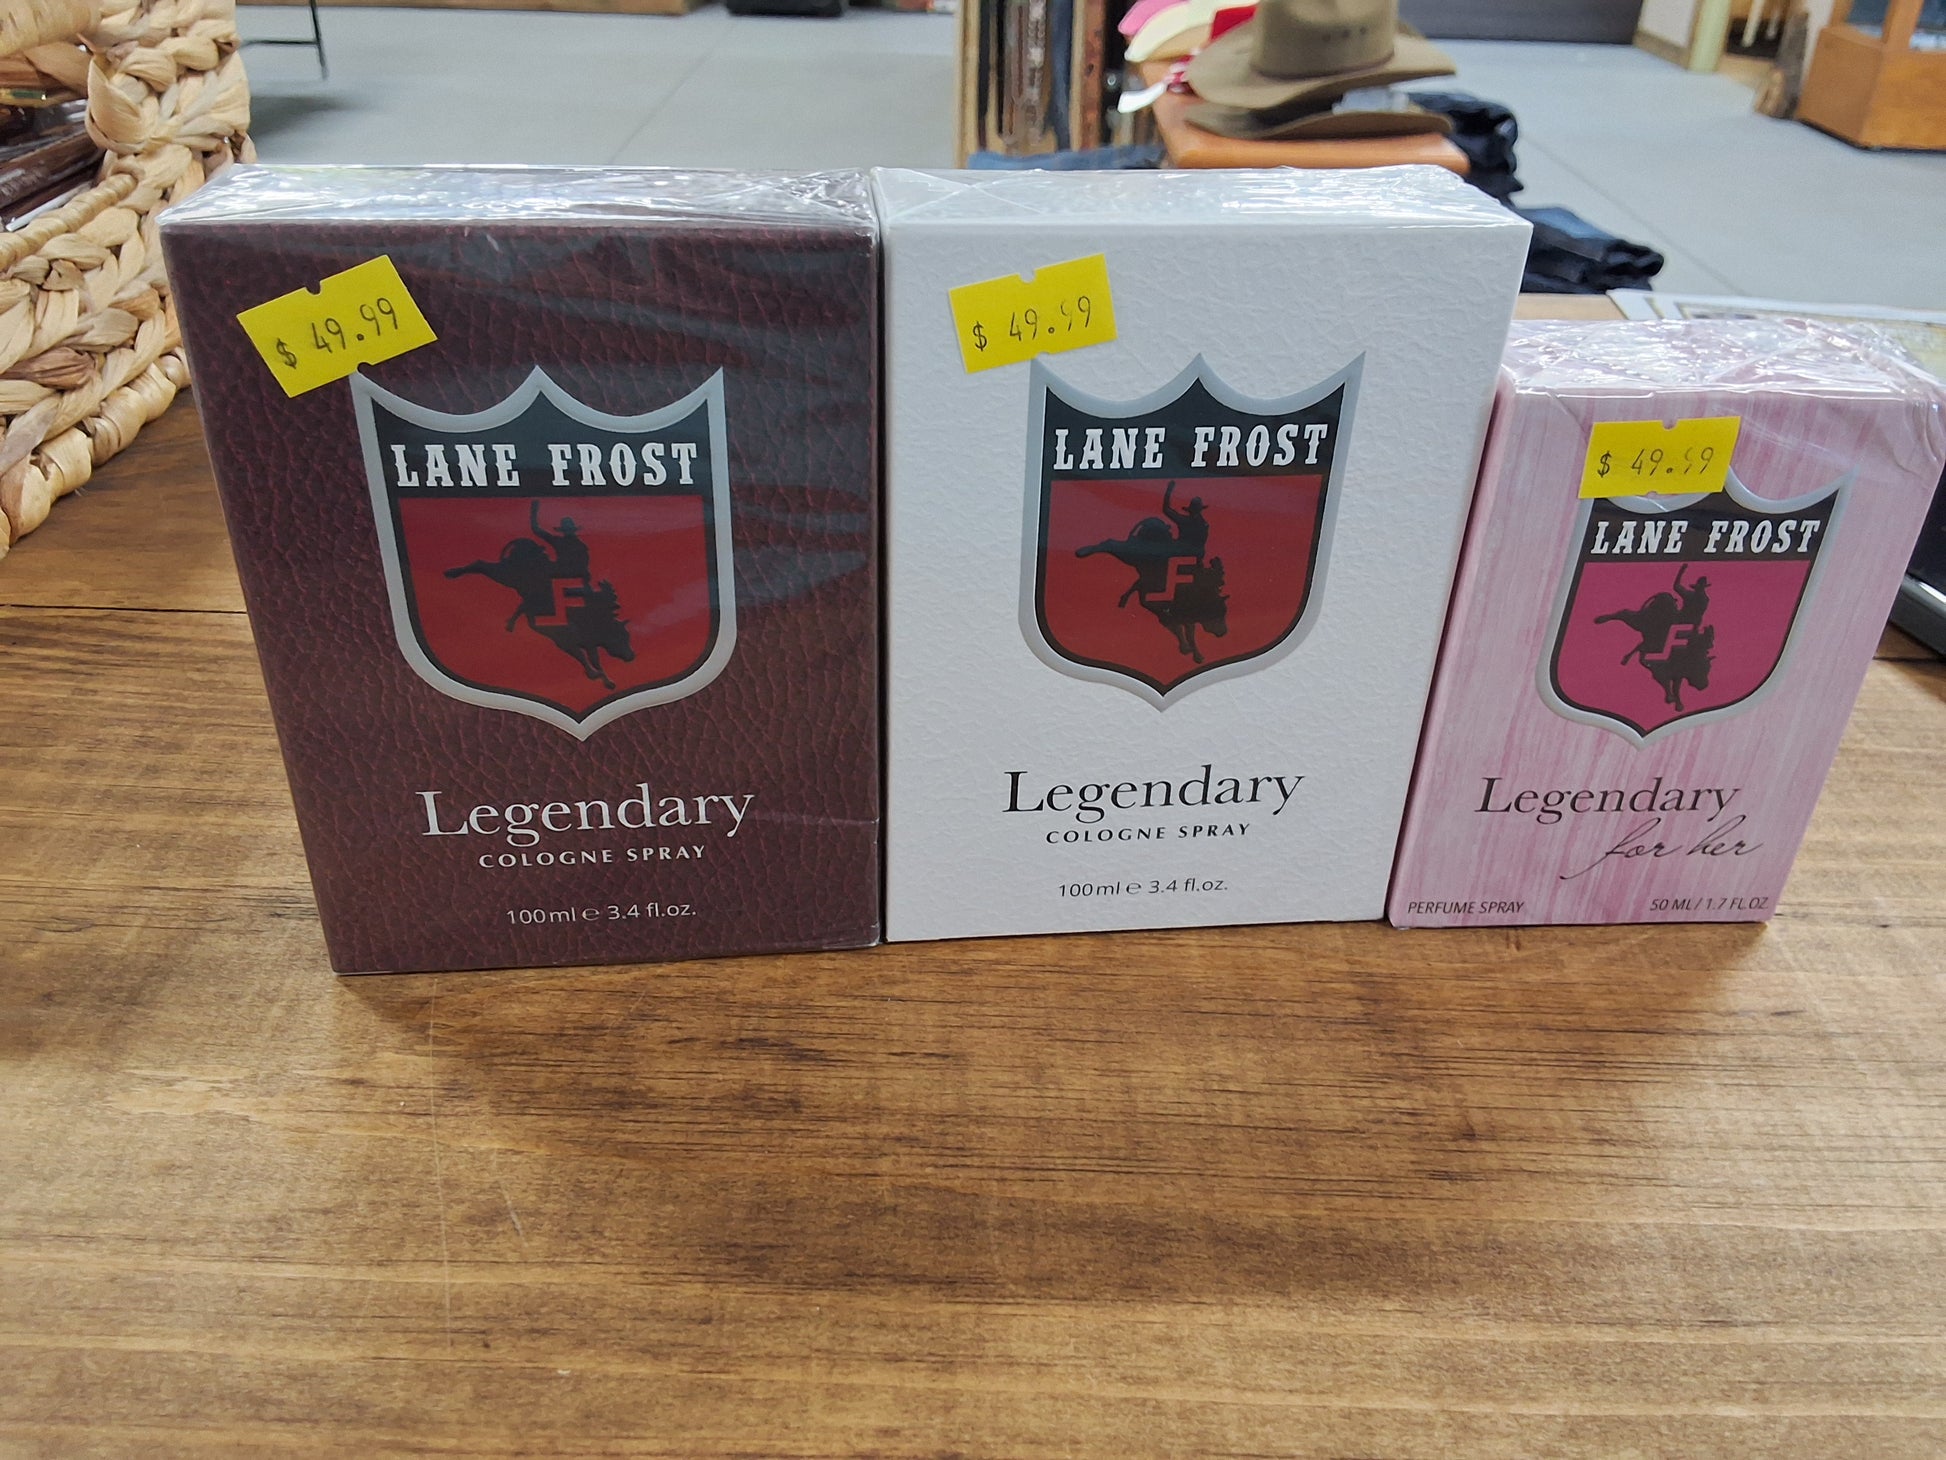 $ 49.99
LANE FROST
F
Legendary
COLOGNE SPRAY
100ml e 3.4 fl.oz.
$ 49.99
LANE FROST
F
Legendary
COLOGNE SPRAY
100ml e 3.4 fl.oz.
$ 49.99
LANE FROST
F
Legendary
for her
PERFUME SPRAY 50 ML/1.7 FL.OZ